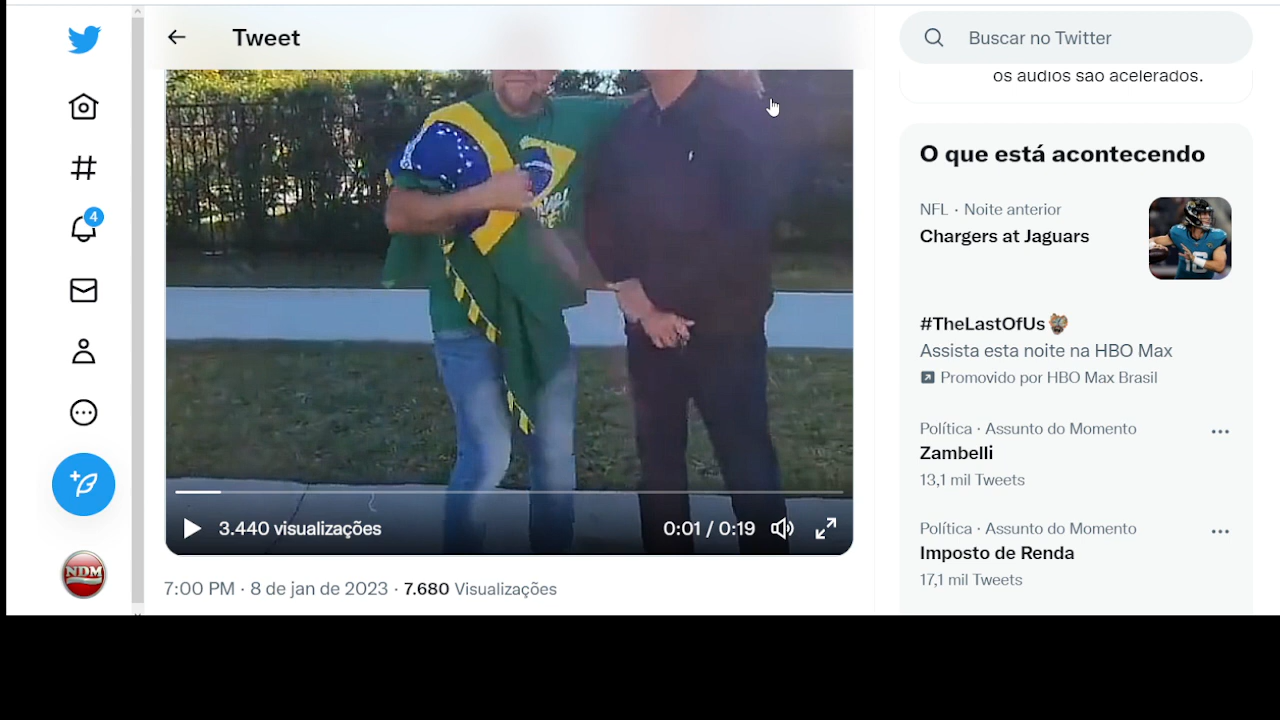 Tweet
Buscar no Twitter
os áudios são acelerados.
O que está acontecendo
NFL · Noite anterior
Chargers at Jaguars
#TheLastOfUs
Assista esta noite na HBO Max
Promovido por HBO Max Brasil
Política · Assunto do Momento
Zambelli
13,1 mil Tweets
Política · Assunto do Momento
Imposto de Renda
17,1 mil Tweets
4
NDM
3.440 visualizações
0:01 / 0:19
7:00 PM · 8 de jan de 2023 · 7.680 Visualizações